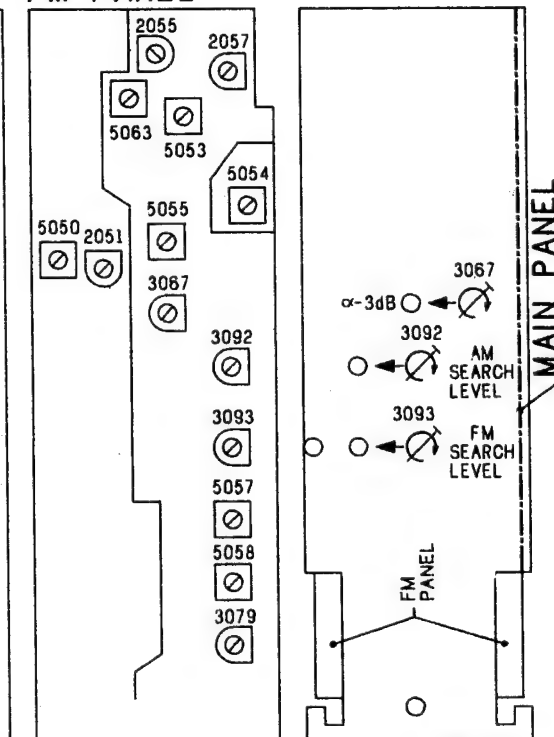 2055
2057
5063
5053
5054
5055
5050
2051
3067
3092
3093
5057
5058
3079
3067
α-3dB
3092
AM
SEARCH
LEVEL
3093
FM
SEARCH
LEVEL
MAIN PANEL
FM
PANEL